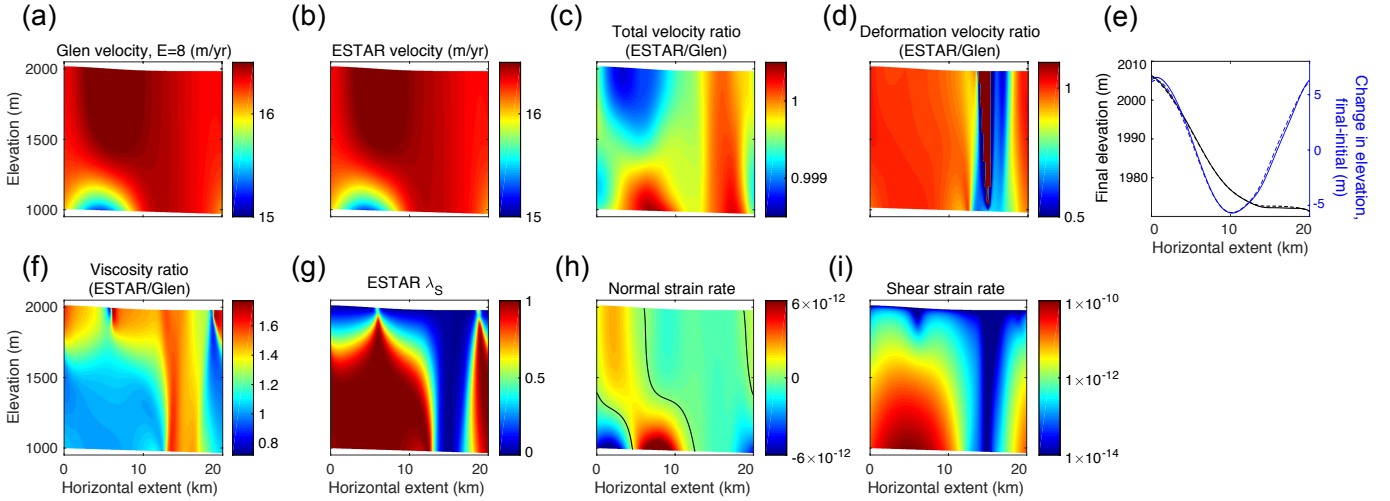 (a)
Glen velocity, E=8 (m/yr)
2000
1500
1000
Elevation (m)
16
15
(b)
ESTAR velocity (m/yr)
16
15
(c)
Total velocity ratio
(ESTAR/Glen)
1
0.999
(d)
Deformation velocity ratio
(ESTAR/Glen)
1
0.5
(e)
2010
2000
1990
1980
Final elevation (m)
0
10
20
Horizontal extent (km)
5
0
-5
Change in elevation,
final-initial (m)
(f)
Viscosity ratio
(ESTAR/Glen)
2000
1500
1000
Elevation (m)
0
10
20
Horizontal extent (km)
1.6
1.4
1.2
1
0.8
(g)
ESTAR λS
0
10
20
Horizontal extent (km)
1
0.5
0
(h)
Normal strain rate
0
10
20
Horizontal extent (km)
6×10-12
0
-6×10-12
(i)
Shear strain rate
0
10
20
Horizontal extent (km)
1×10-10
1×10-12
1×10-14